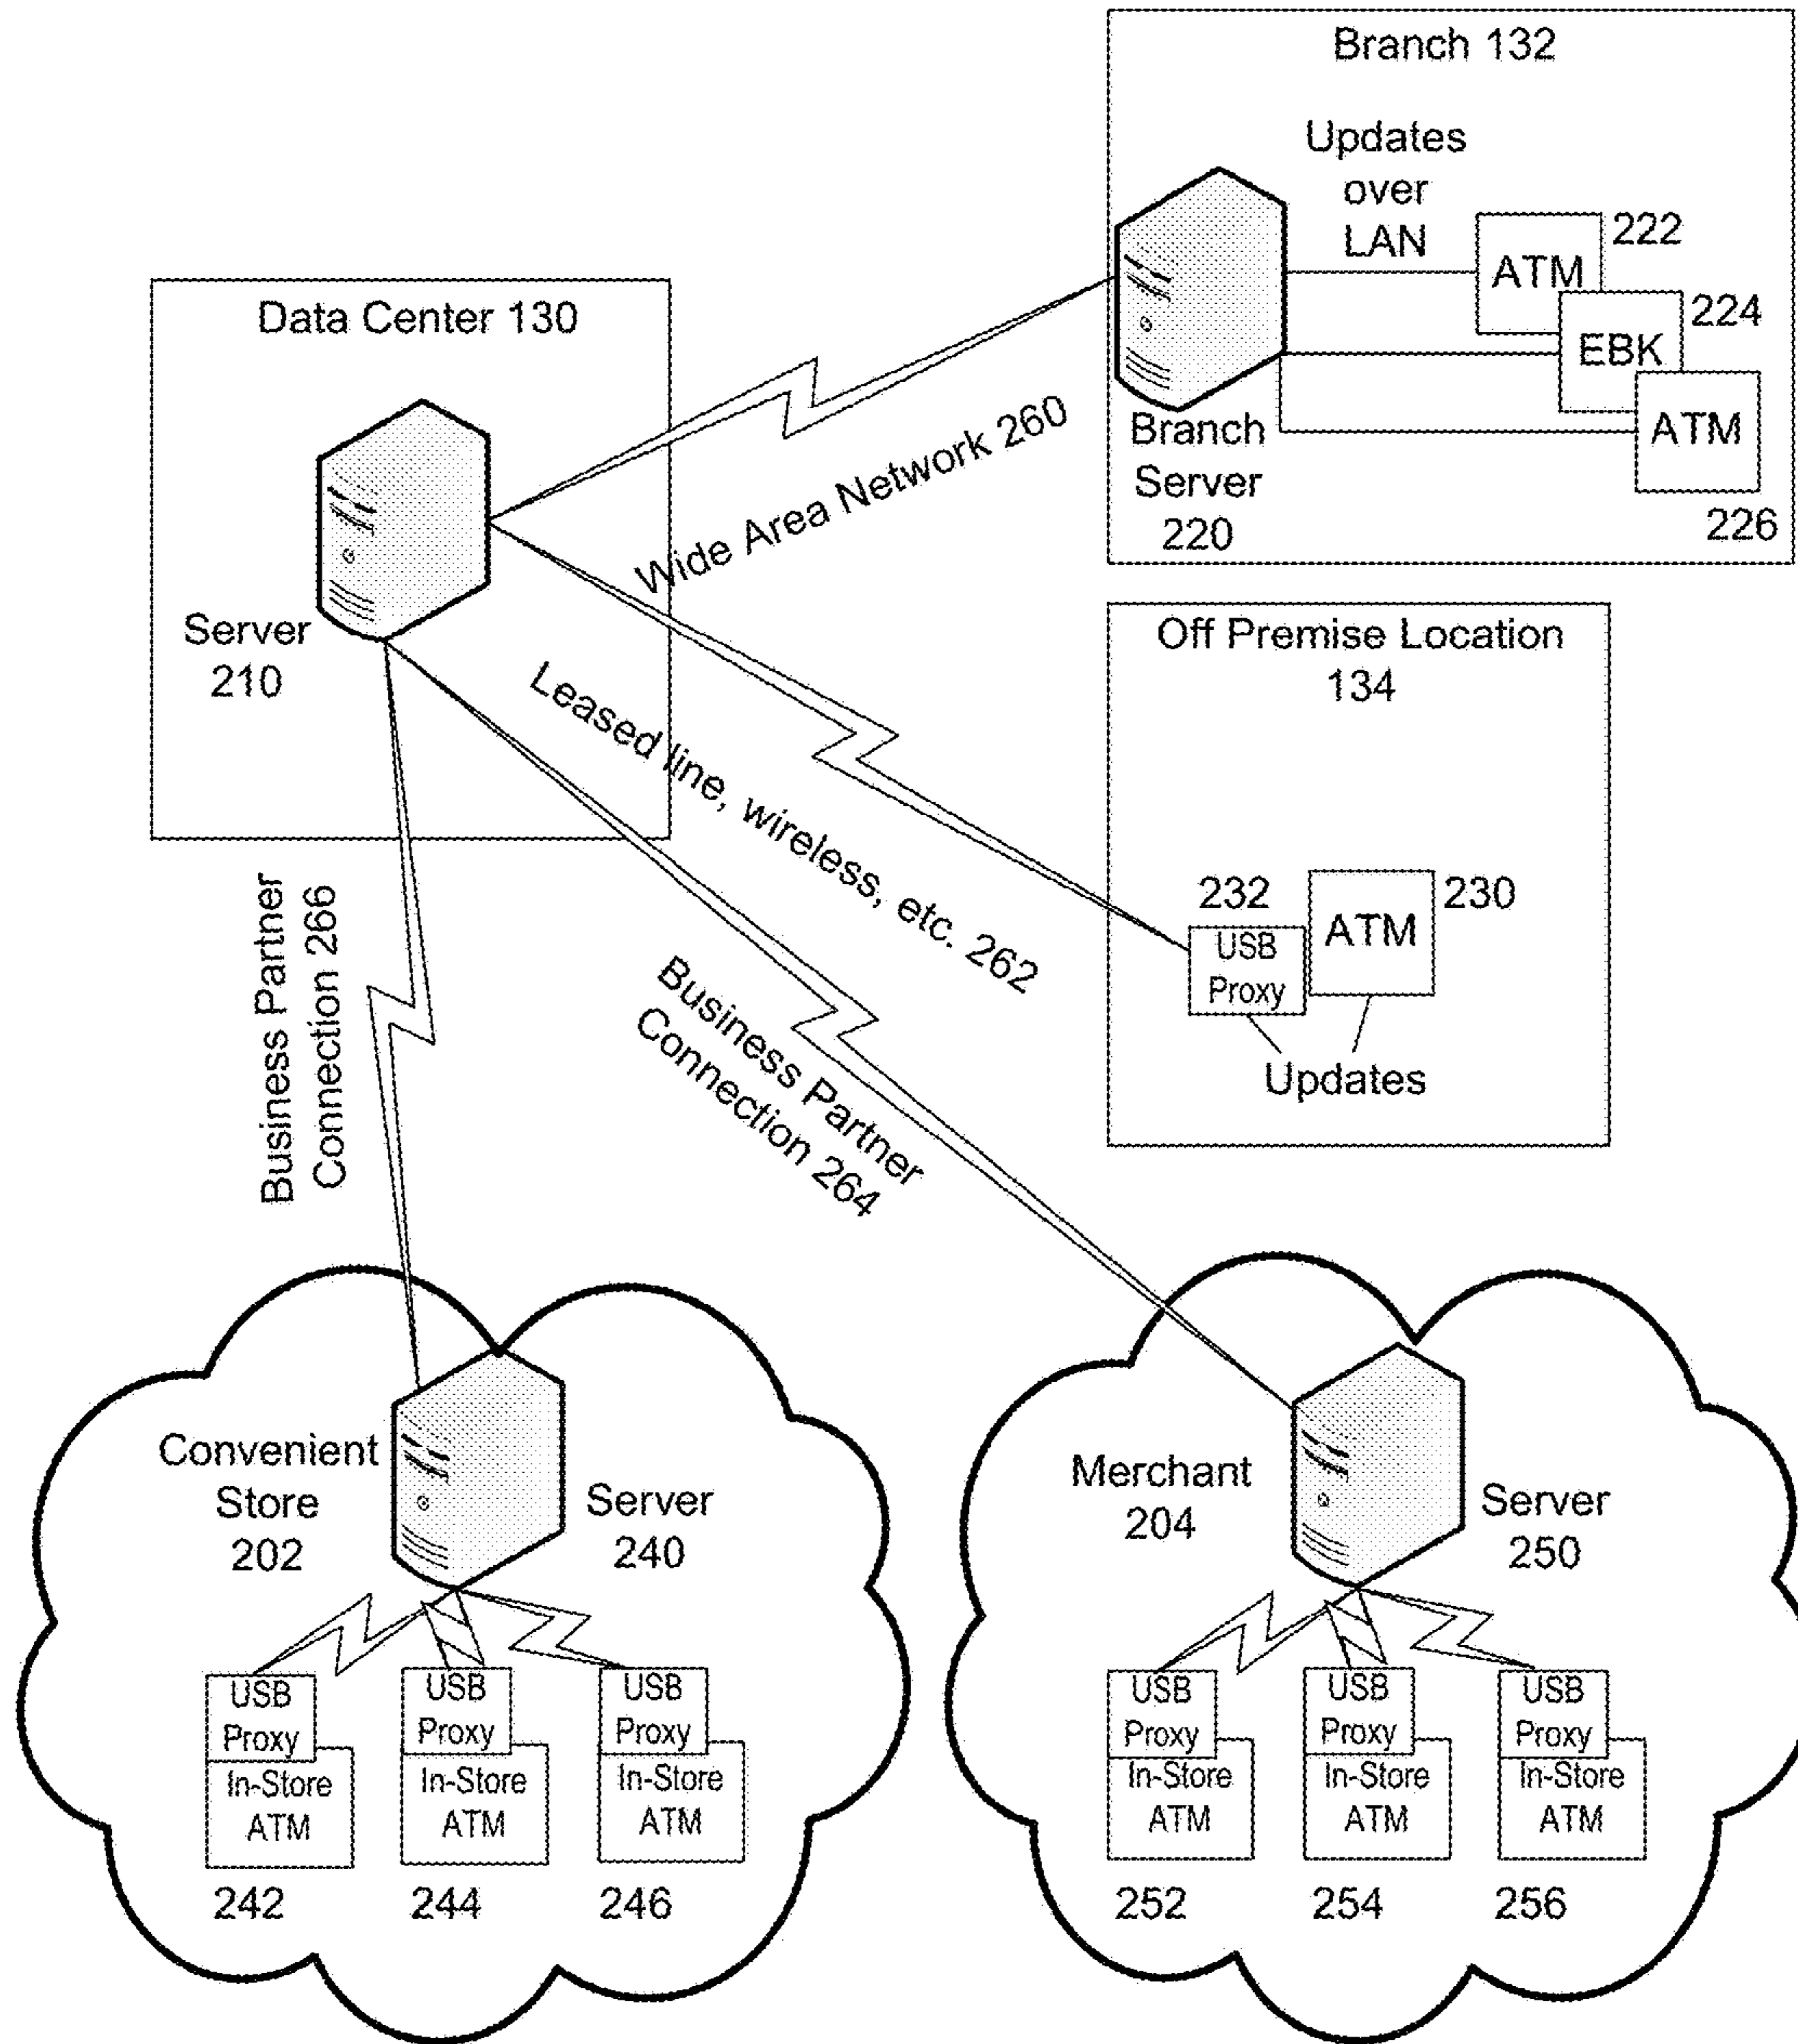 Branch 132
Updates
over
LAN
222
ATM
224
EBK
ATM
226
Branch
Server
220
Data Center 130
Server
210
Wide Area Network 260
Off Premise Location
134
232
230
USB
Proxy
ATM
Updates
Leased line, wireless, etc. 262
Business Partner
Connection 264
Business Partner
Connection 266
Convenient
Store
202
Server
240
USB
Proxy
In-Store
ATM
242
USB
Proxy
In-Store
ATM
244
USB
Proxy
In-Store
ATM
246
Merchant
204
Server
250
USB
Proxy
In-Store
ATM
252
USB
Proxy
In-Store
ATM
254
USB
Proxy
In-Store
ATM
256